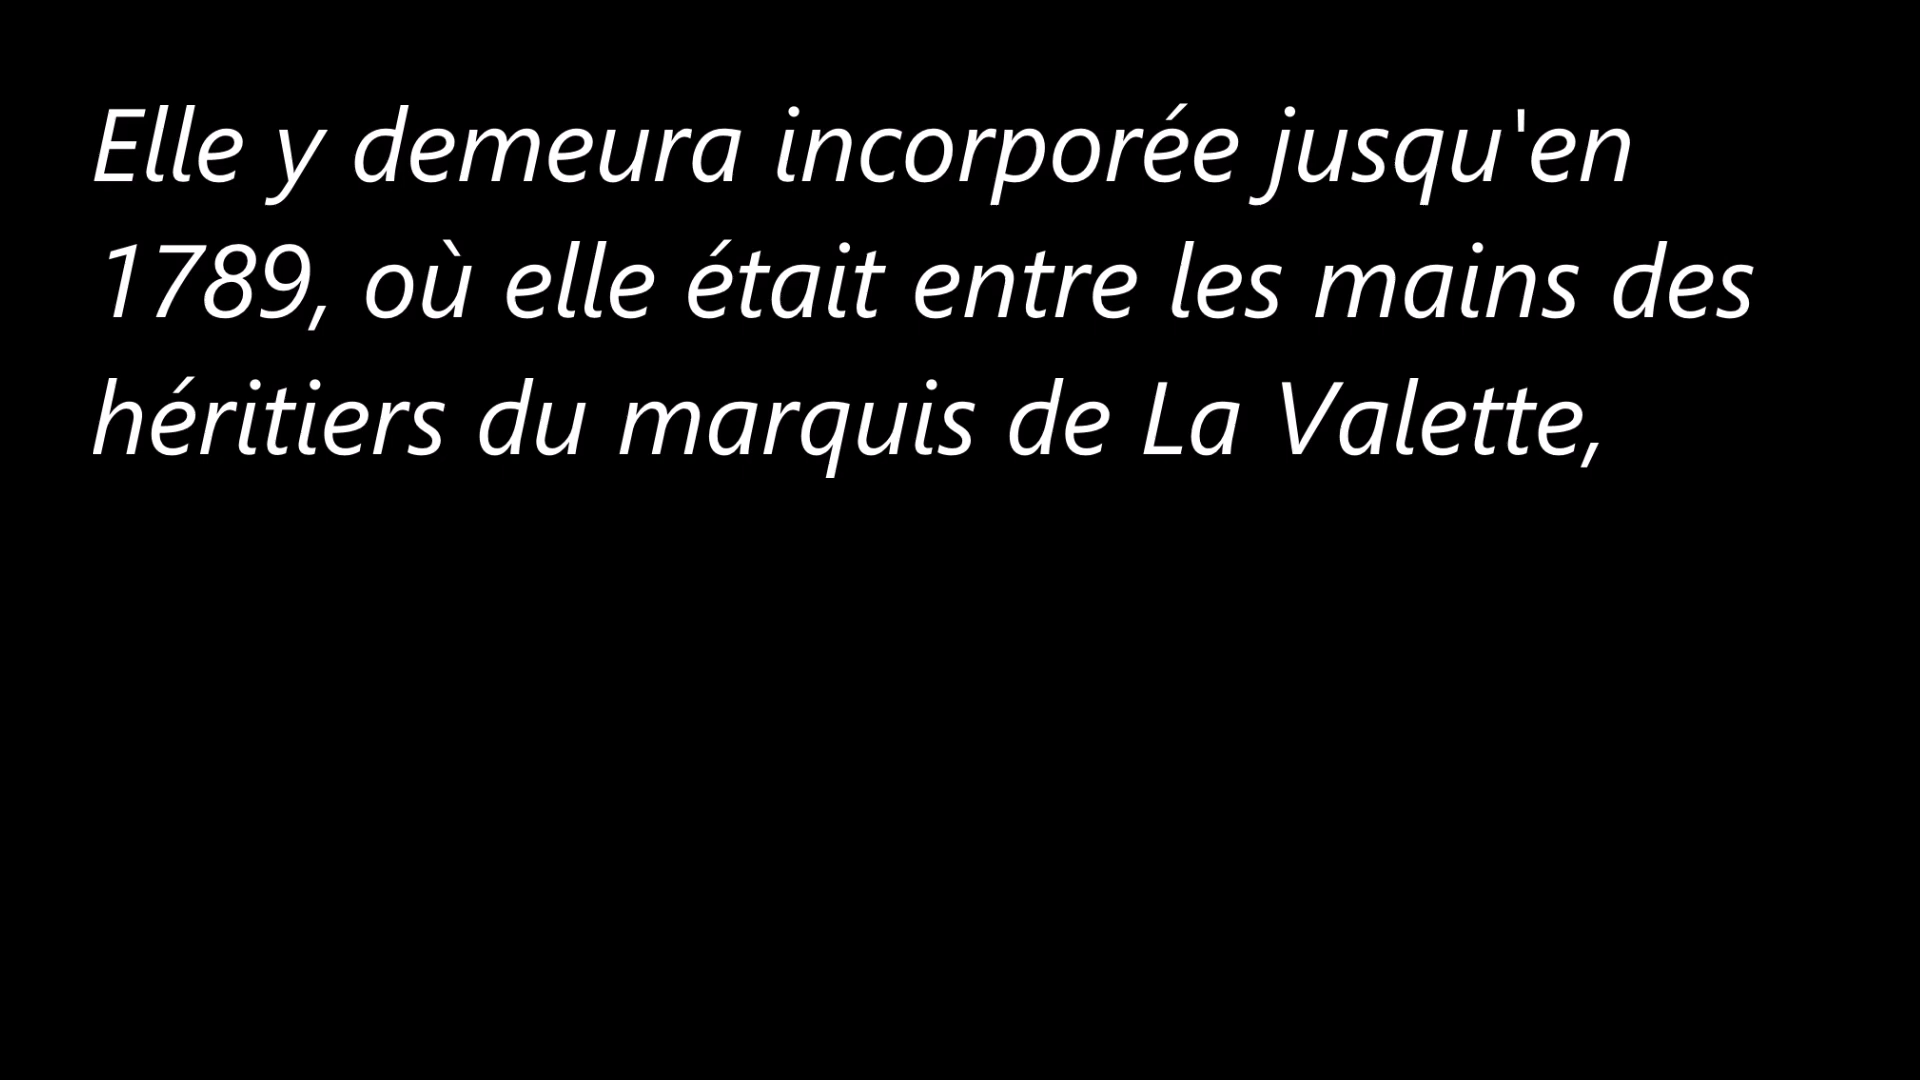 Elle y demeura incorporée jusqu'en
1789, où elle était entre les mains des
héritiers du marquis de La Valette,